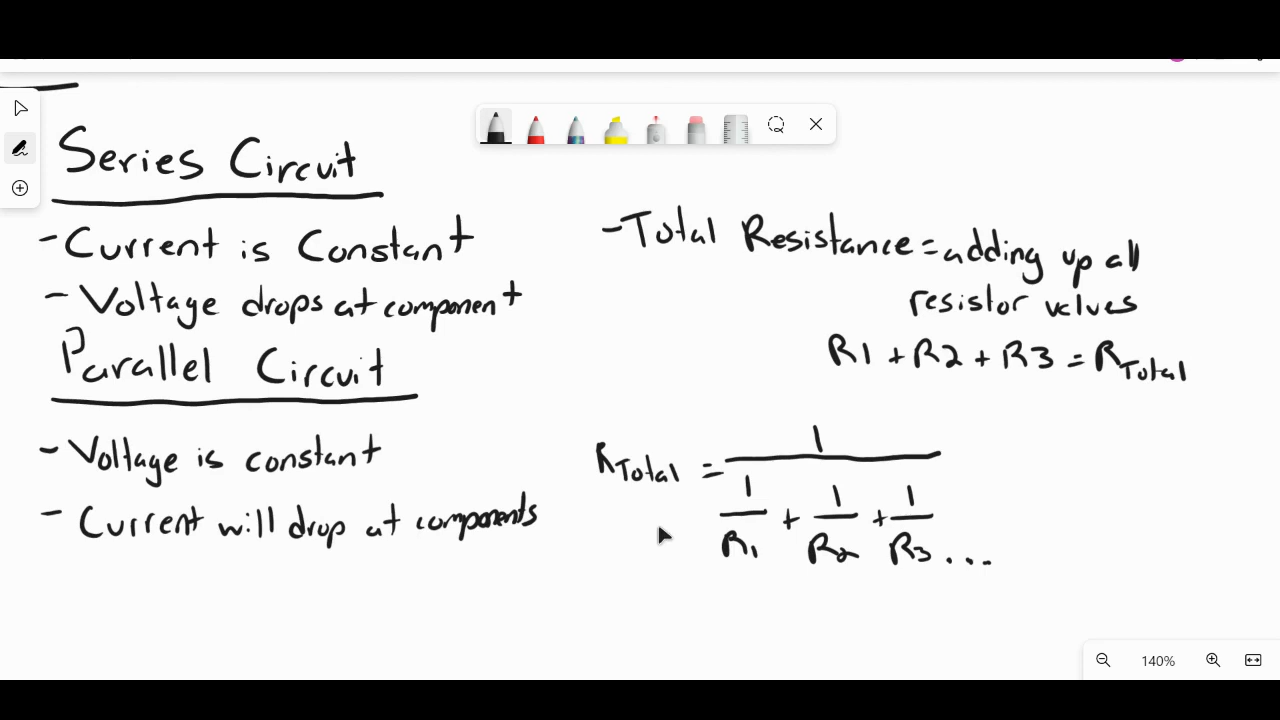 Series Circuit
- Current is Constant
- Voltage drops at component
- Total Resistance = adding up all
resistor values
R1 + R2 + R3 = RTotal
Parallel Circuit
- Voltage is constant
- Current will drop at components
RTotal = 1
1 + 1 + 1
R1 R2 R3 ...
140%